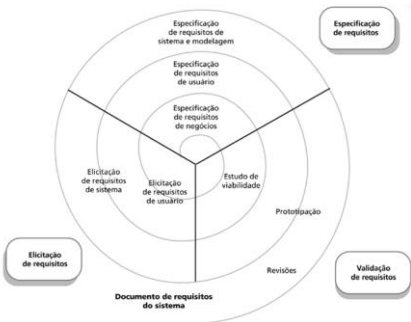 Especificação
de requisitos de
sistema e modelagem
Especificação
de requisitos
Especificação
de requisitos
de usuário
Especificação
de requisitos
de negócios
Elicitação
de requisitos
de sistema
Elicitação
de requisitos
de usuário
Estudo de
viabilidade
Prototipação
Elicitação
de requisitos
Revisões
Validação
de requisitos
Documento de requisitos
do sistema